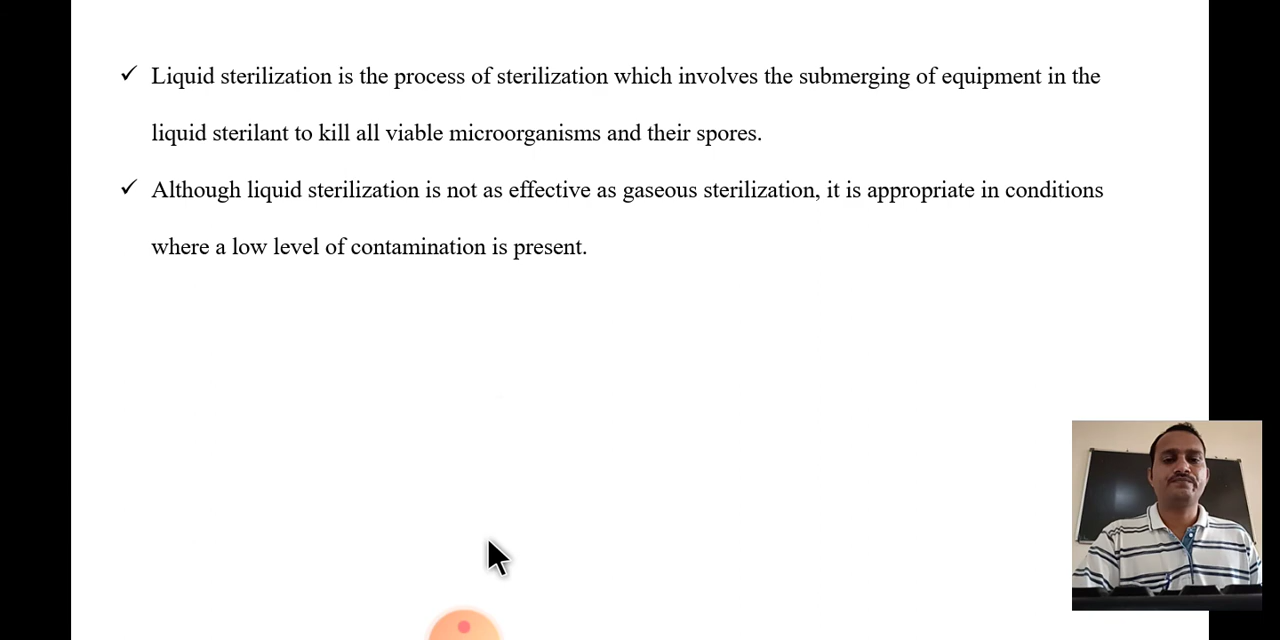 ✓ Liquid sterilization is the process of sterilization which involves the submerging of equipment in the
liquid sterilant to kill all viable microorganisms and their spores.
✓ Although liquid sterilization is not as effective as gaseous sterilization, it is appropriate in conditions
where a low level of contamination is present.